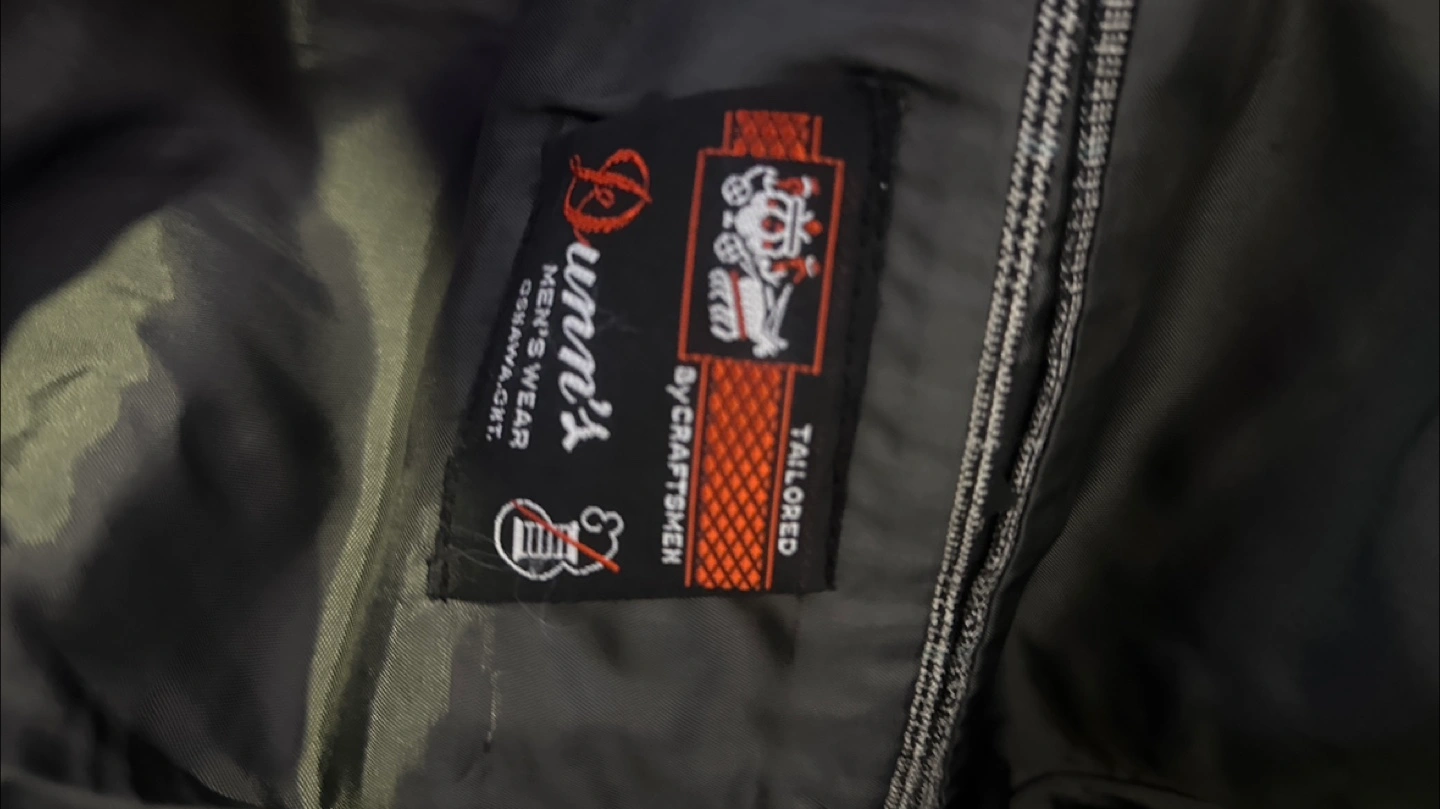 TAILORED
By CRAFTSMEN
Dunn's
MEN'S WEAR
OSHAWA, ONT.